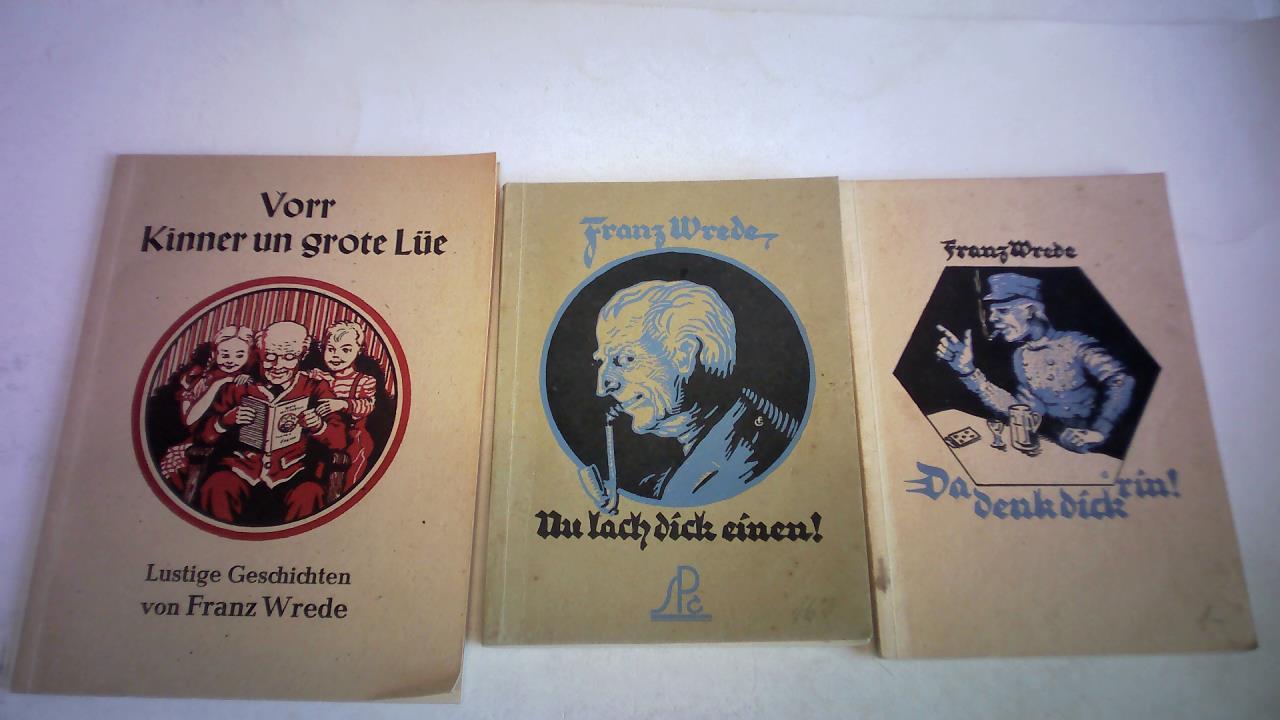 Vorr
Kinner un grote Lüe
Lustige Geschichten
von Franz Wrede
Franz Wrede
Nu lach dick einen!
Franz Wrede
Da denk dick 'rin!